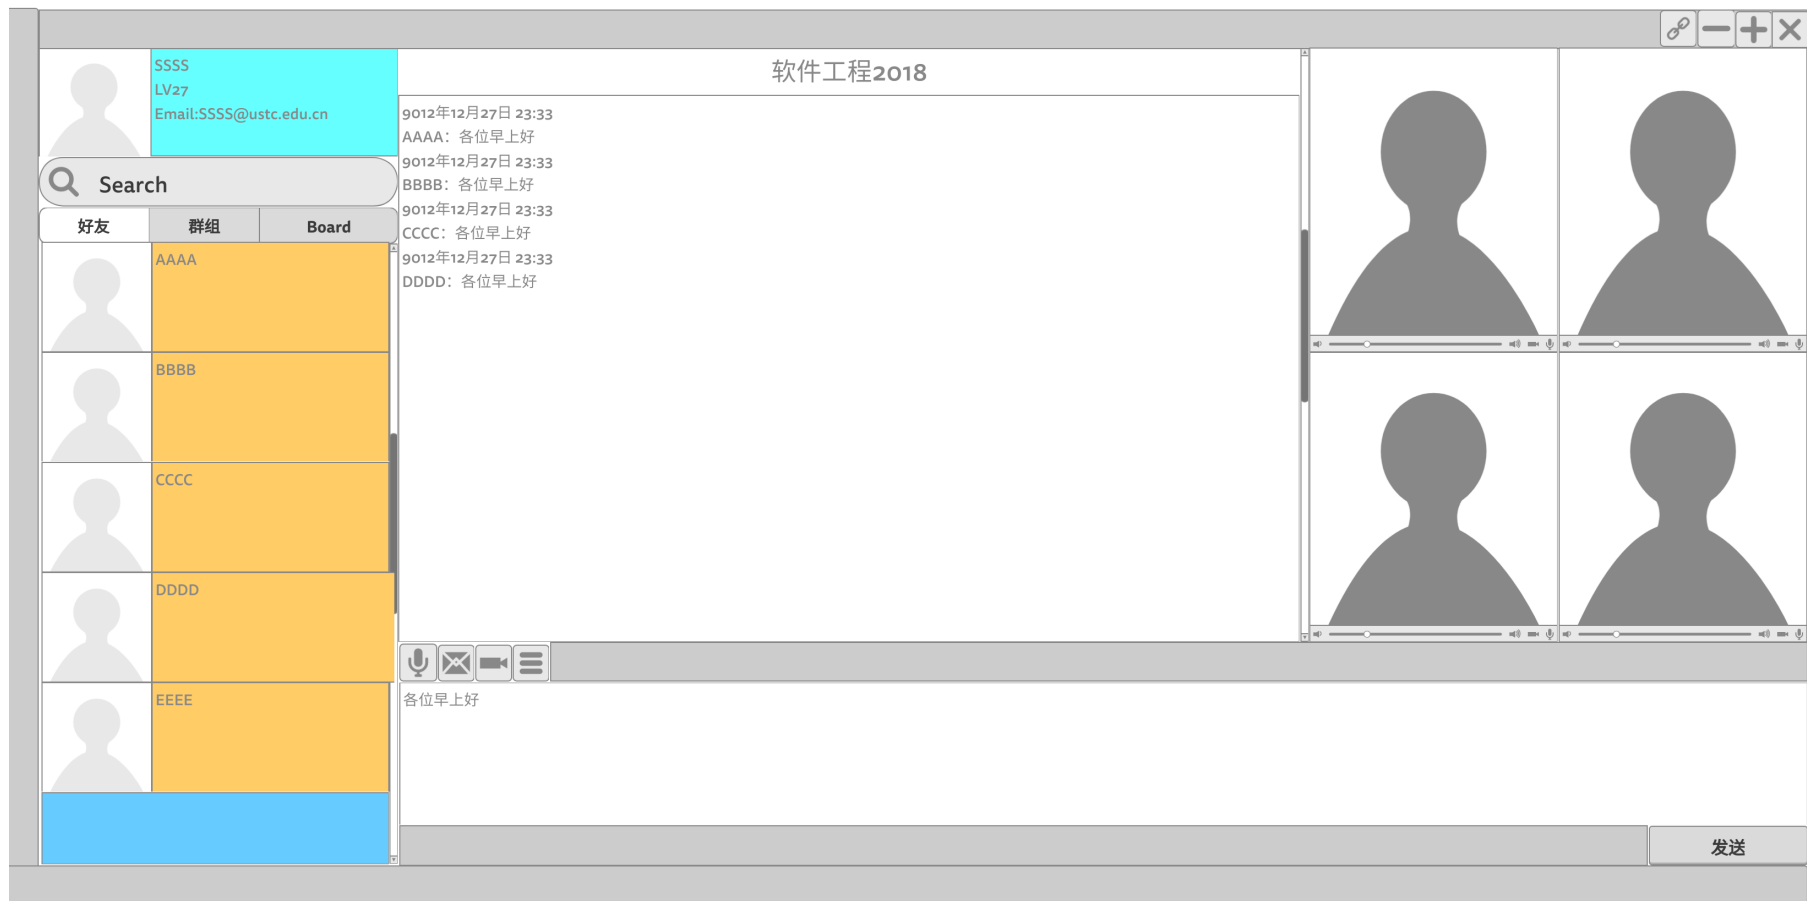 SSSS
LV27
Email:SSSS@ustc.edu.cn
Search
好友
群组
Board
AAAA
BBBB
CCCC
DDDD
EEEE
软件工程2018
9012年12月27日 23:33
AAAA：各位早上好
9012年12月27日 23:33
BBBB：各位早上好
9012年12月27日 23:33
CCCC：各位早上好
9012年12月27日 23:33
DDDD：各位早上好
各位早上好
发送